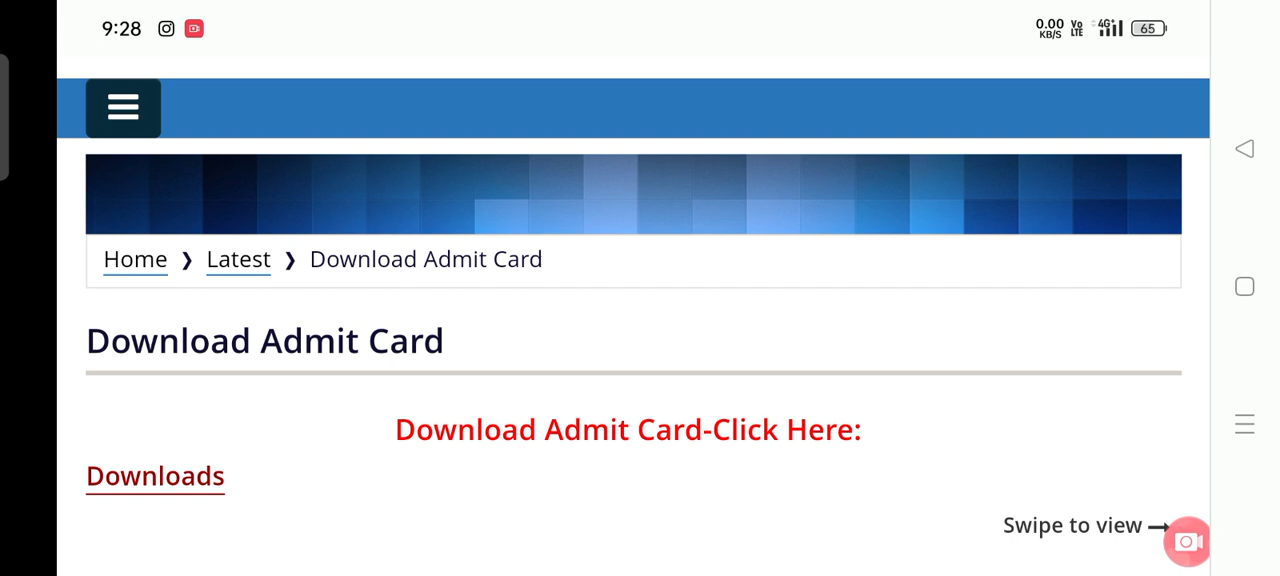 9:28
0.00 KB/S Vo LTE 4G+ 65
Home ❯ Latest ❯ Download Admit Card
Download Admit Card
Download Admit Card-Click Here:
Downloads
Swipe to view →